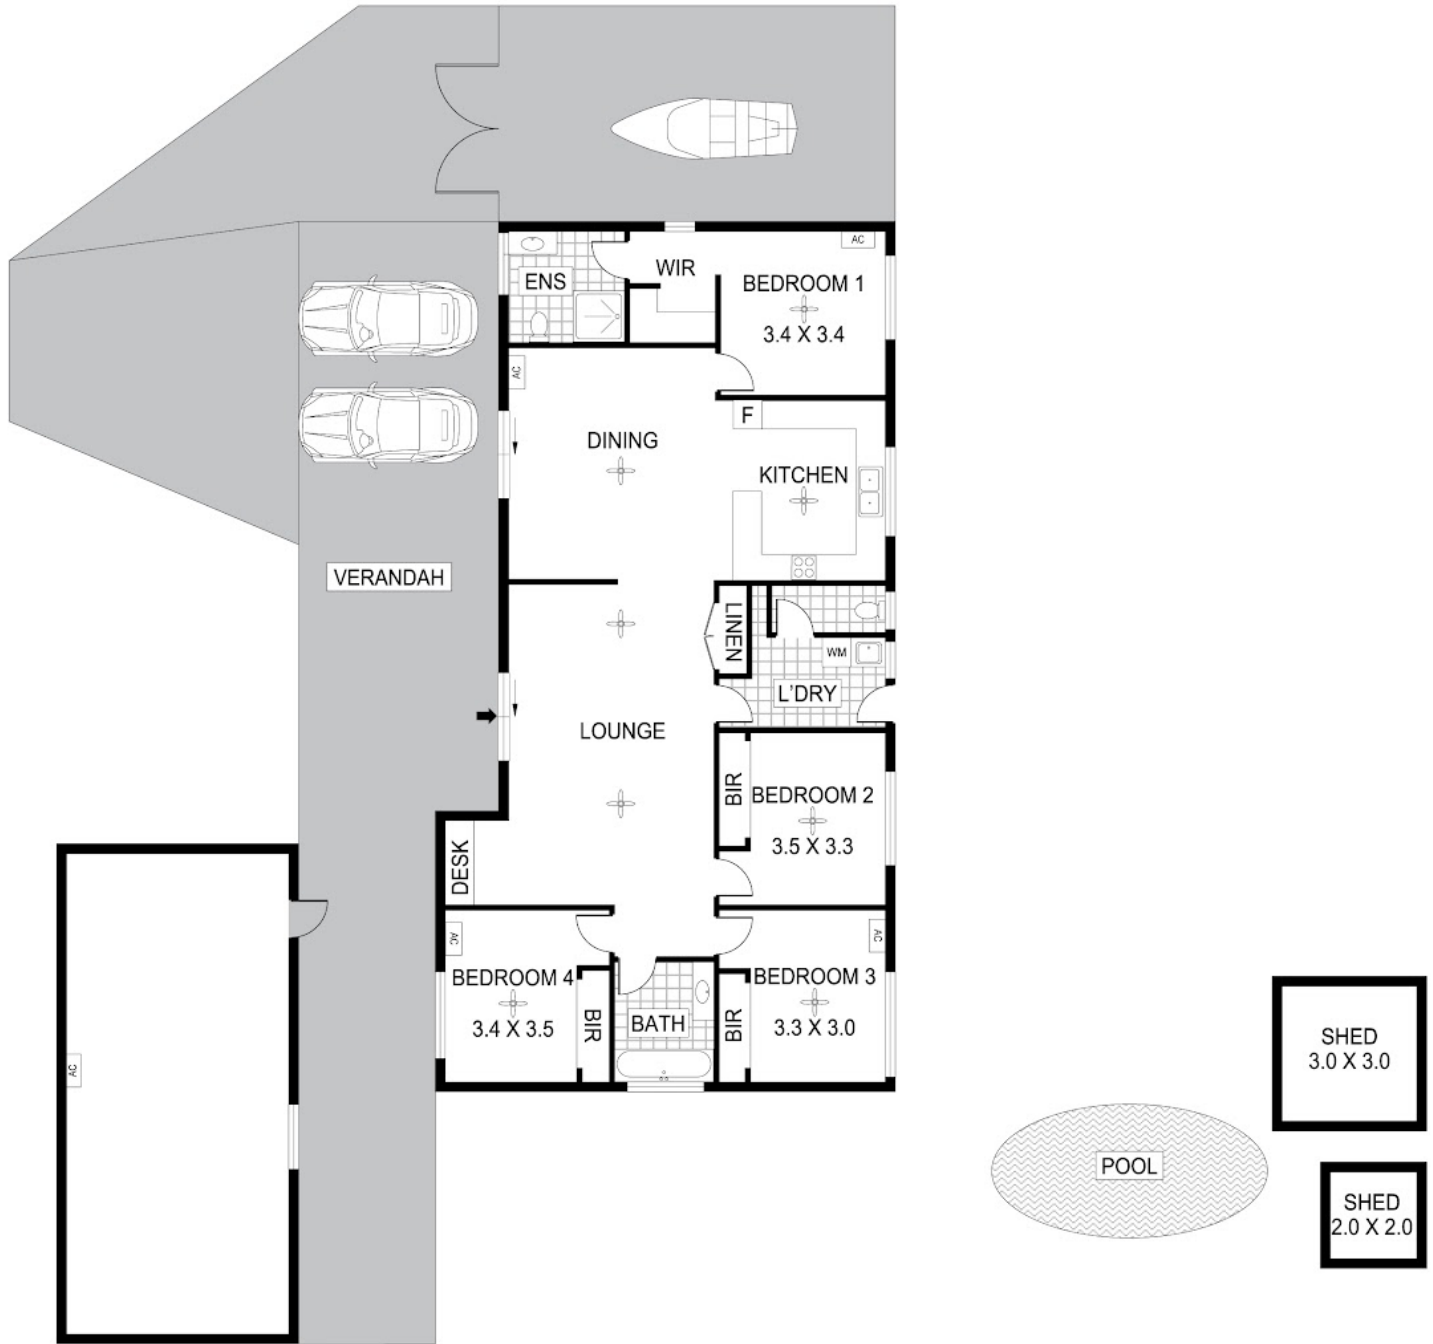 AC
ENS
WIR
BEDROOM 1
3.4 X 3.4
AC
F
DINING
KITCHEN
VERANDAH
LINEN
WM
L'DRY
LOUNGE
BIR
BEDROOM 2
3.5 X 3.3
DESK
AC
AC
BEDROOM 4
3.4 X 3.5
BIR
BATH
BIR
BEDROOM 3
3.3 X 3.0
AC
SHED
3.0 X 3.0
POOL
SHED
2.0 X 2.0